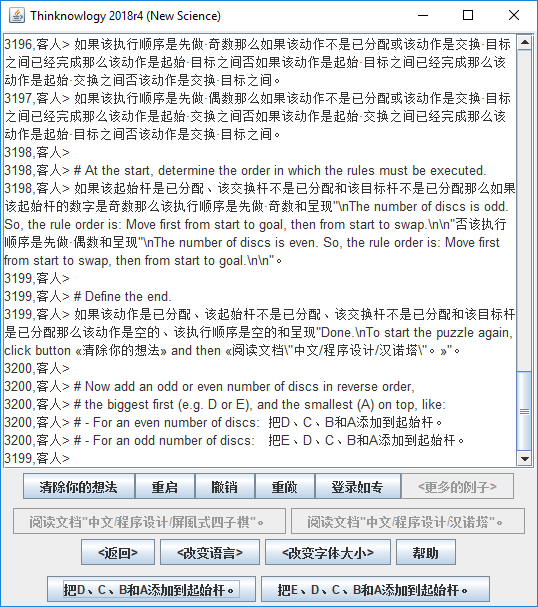 Thinknowlogy 2018r4 (New Science)
3196,客人> 如果该执行顺序是先做·奇数那么如果该动作不是已分配或该动作是交换·目标
之间已经完成那么该动作是起始·目标之间否如果该动作是起始·目标之间已经完成那么该
动作是起始·交换之间否该动作是交换·目标之间。
3197,客人> 如果该执行顺序是先做·偶数那么如果该动作不是已分配或该动作是交换·目标
之间已经完成那么该动作是起始·交换之间否如果该动作是起始·交换之间已经完成那么该
动作是起始·目标之间否该动作是交换·目标之间。
3198,客人>
3198,客人> # At the start, determine the order in which the rules must be executed.
3198,客人> 如果该起始杆是已分配、该交换杆不是已分配和该目标杆不是已分配那么如果
该起始杆的数字是奇数那么该执行顺序是先做·奇数和呈现"\nThe number of discs is odd.
So, the rule order is: Move first from start to goal, then from start to swap.\n\n"否该执行
顺序是先做·偶数和呈现"\nThe number of discs is even. So, the rule order is: Move first
from start to swap, then from start to goal.\n\n"。
3199,客人>
3199,客人> # Define the end.
3199,客人> 如果该动作是已分配、该起始杆不是已分配、该交换杆不是已分配和该目标杆
是已分配那么该动作是空的、该执行顺序是空的和呈现"Done.\nTo start the puzzle again,
click button «清除你的想法» and then «阅读文档\"中文/程序设计/汉诺塔\"。»"。
3200,客人>
3200,客人> # Now add an odd or even number of discs in reverse order,
3200,客人> # the biggest first (e.g. D or E), and the smallest (A) on top, like:
3200,客人> # - For an even number of discs: 把D、C、B和A添加到起始杆。
3200,客人> # - For an odd number of discs: 把E、D、C、B和A添加到起始杆。
3199,客人>
清除你的想法 重启 撤销 重做 登录如专 <更多的例子>
阅读文档"中文/程序设计/屏風式四子棋"。 阅读文档"中文/程序设计/汉诺塔"。
<返回> <改变语言> <改变字体大小> 帮助
把D、C、B和A添加到起始杆。 把E、D、C、B和A添加到起始杆。